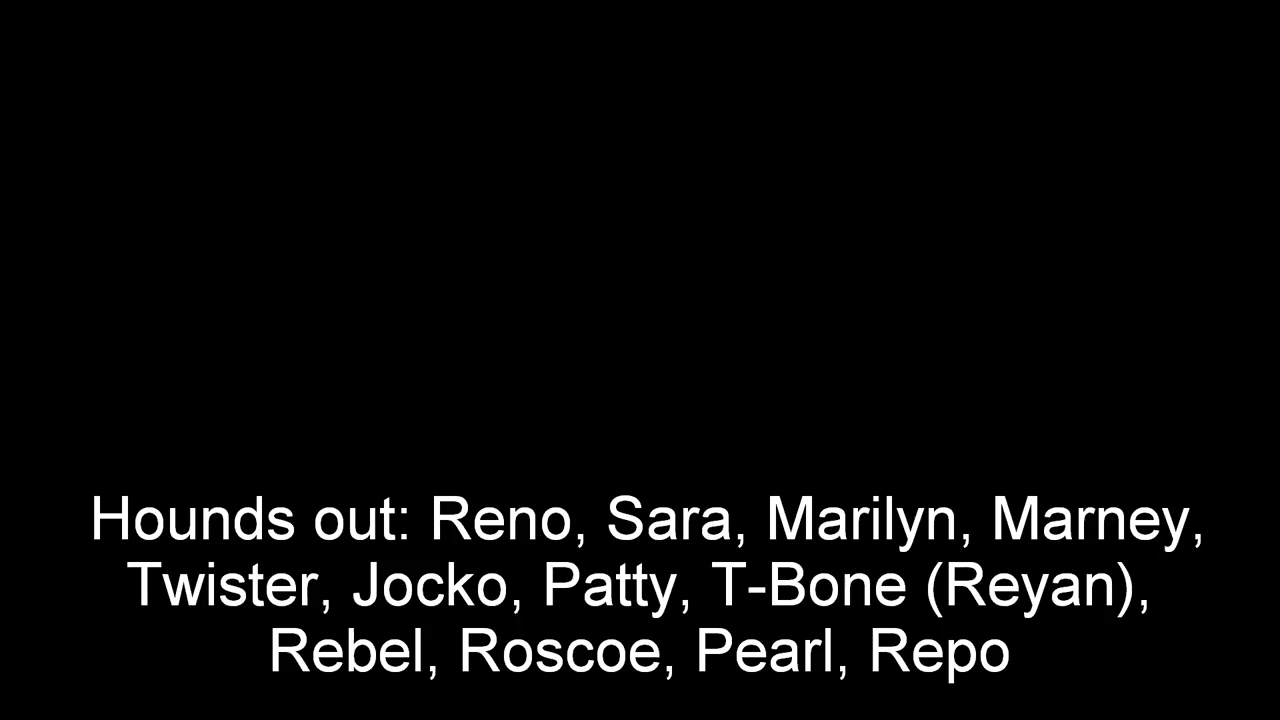 Hounds out: Reno, Sara, Marilyn, Marney,
Twister, Jocko, Patty, T-Bone (Reyan),
Rebel, Roscoe, Pearl, Repo